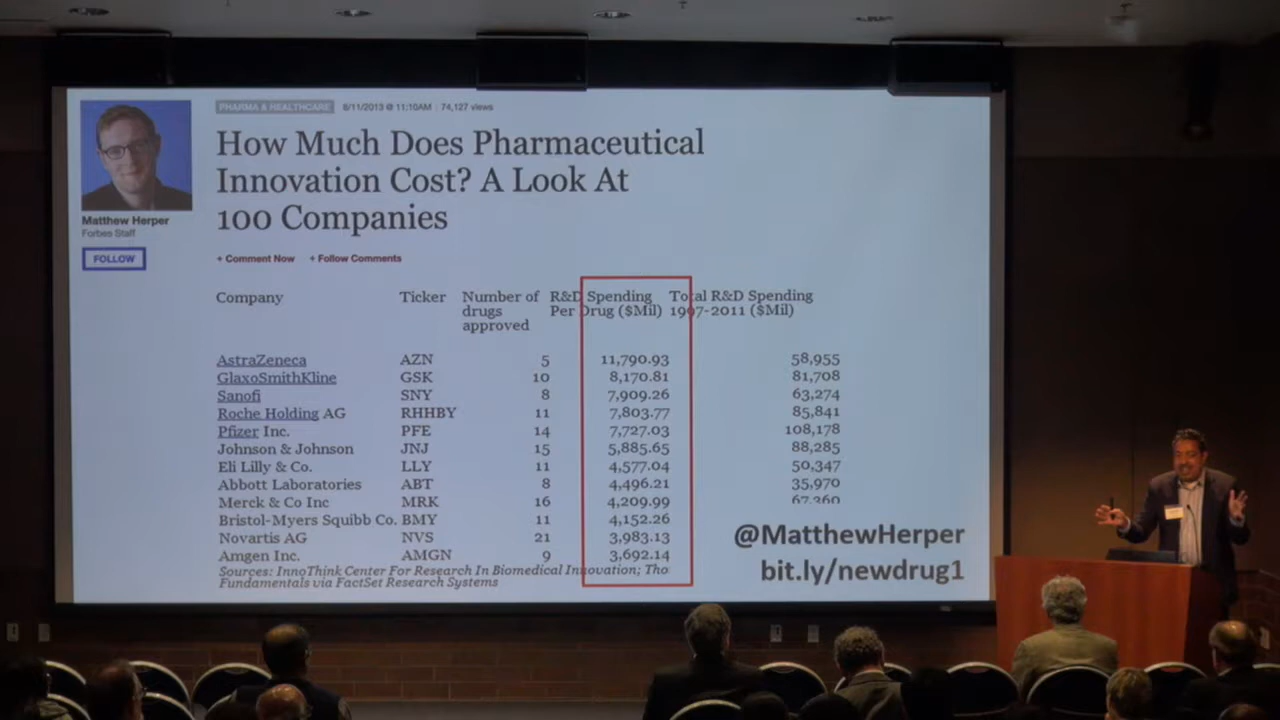 PHARMA & HEALTHCARE 8/11/2013 @ 11:10AM 74,127 views
How Much Does Pharmaceutical
Innovation Cost? A Look At
100 Companies
Matthew Herper
Forbes Staff
FOLLOW
+ Comment Now + Follow Comments
Company Ticker Number of R&D Spending Total R&D Spending
drugs Per Drug ($Mil) 1997-2011 ($Mil)
approved
AstraZeneca AZN 5 11,790.93 58,955
GlaxoSmithKline GSK 10 8,170.81 81,708
Sanofi SNY 8 7,909.26 63,274
Roche Holding AG RHHBY 11 7,803.77 85,841
Pfizer Inc. PFE 14 7,727.03 108,178
Johnson & Johnson JNJ 15 5,885.65 88,285
Eli Lilly & Co. LLY 11 4,577.04 50,347
Abbott Laboratories ABT 8 4,496.21 35,970
Merck & Co Inc MRK 16 4,209.99 67,360
Bristol-Myers Squibb Co. BMY 11 4,152.26
Novartis AG NVS 21 3,983.13
Amgen Inc. AMGN 9 3,692.14
Sources: InnoThink Center For Research In Biomedical Innovation; Tho
Fundamentals via FactSet Research Systems
@MatthewHerper
bit.ly/newdrug1